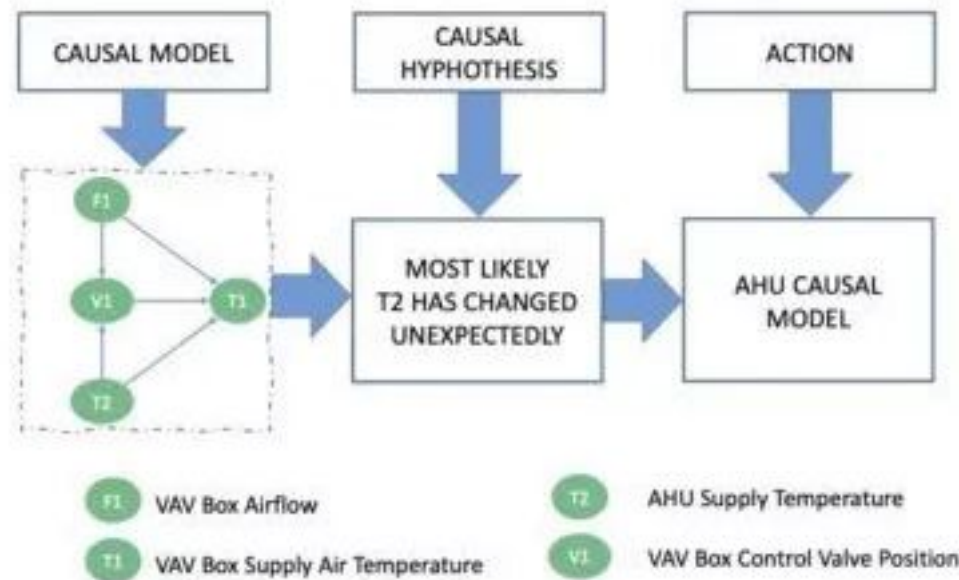 CAUSAL MODEL
CAUSAL
HYPHOTHESIS
ACTION
F1
V1
T1
T2
MOST LIKELY
T2 HAS CHANGED
UNEXPECTEDLY
AHU CAUSAL
MODEL
F1 VAV Box Airflow
T2 AHU Supply Temperature
T1 VAV Box Supply Air Temperature
V1 VAV Box Control Valve Position